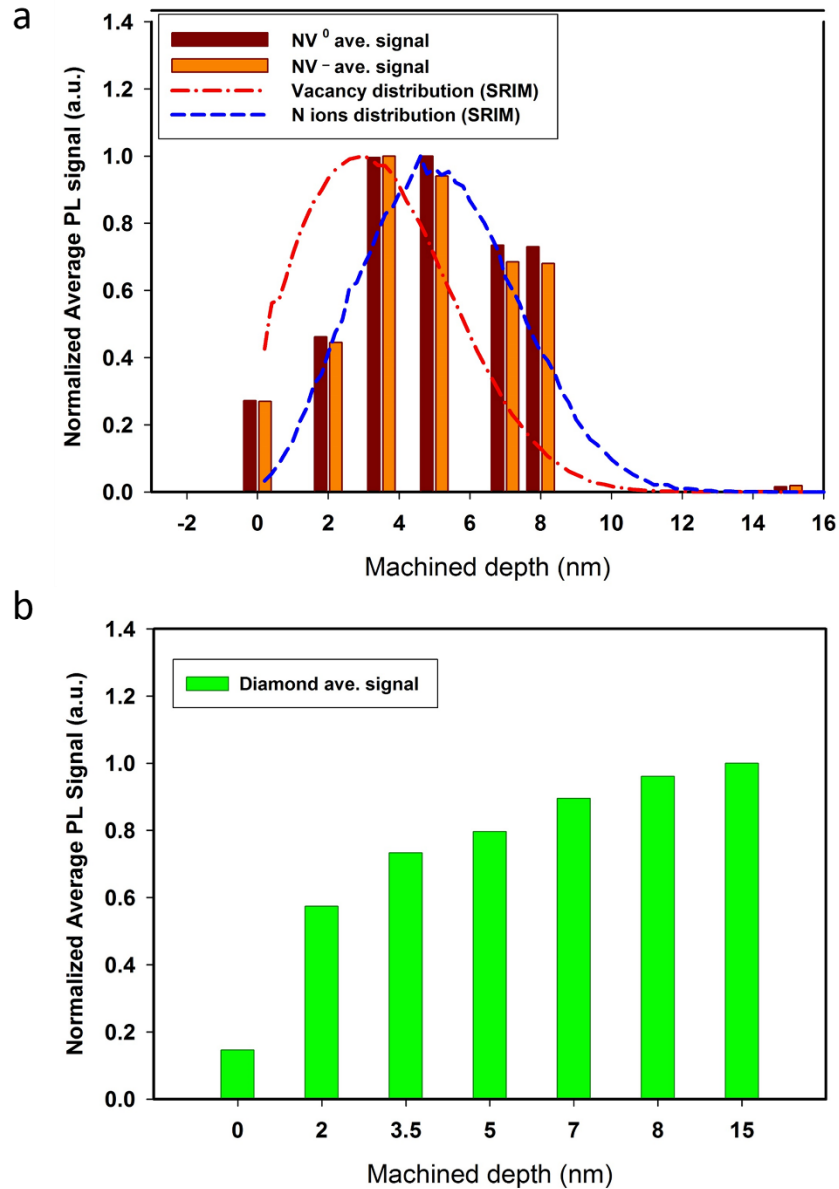 a
Normalized Average PL signal (a.u.)
1.4
1.2
1.0
0.8
0.6
0.4
0.2
0.0
NV 0 ave. signal
NV – ave. signal
Vacancy distribution (SRIM)
N ions distribution (SRIM)
-2 0 2 4 6 8 10 12 14 16
Machined depth (nm)
b
Normalized Average PL Signal (a.u.)
1.4
1.2
1.0
0.8
0.6
0.4
0.2
0.0
Diamond ave. signal
0 2 3.5 5 7 8 15
Machined depth (nm)